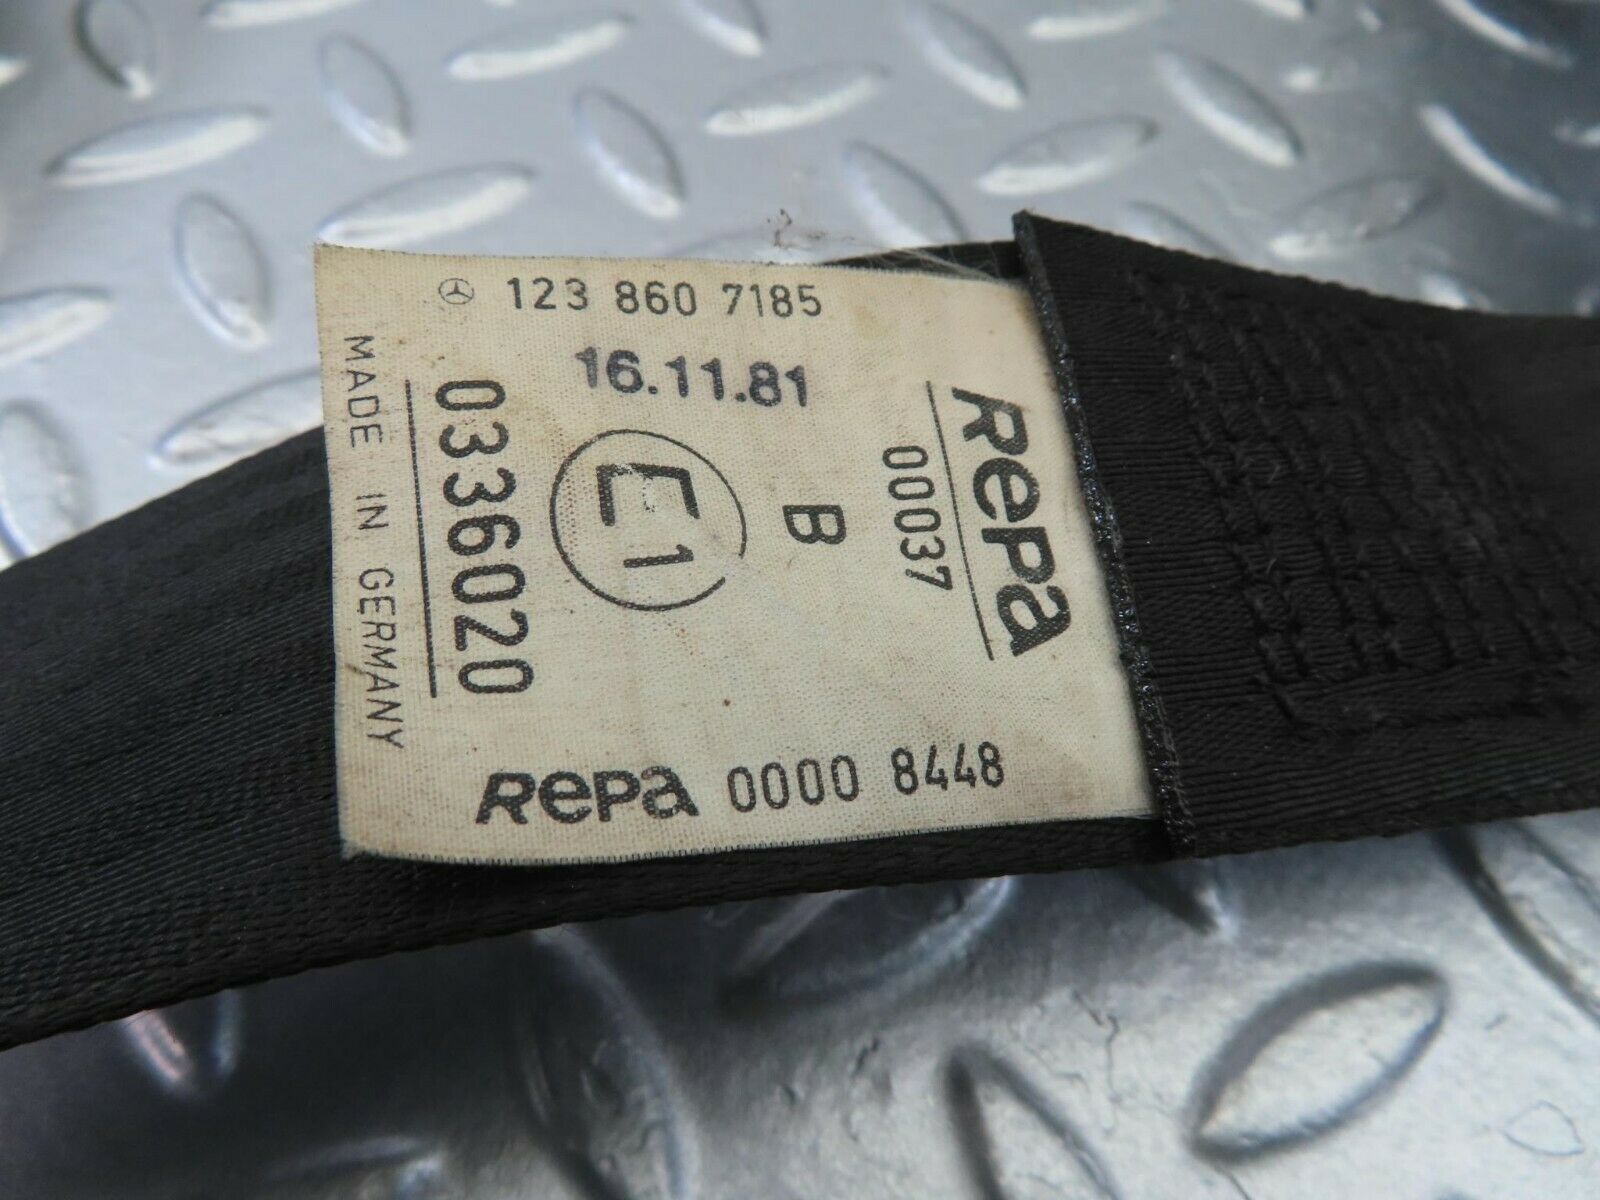 123 860 7185
16.11.81
MADE IN GERMANY
0336020
E1
B
00037
RePa
RePa 0000 8448